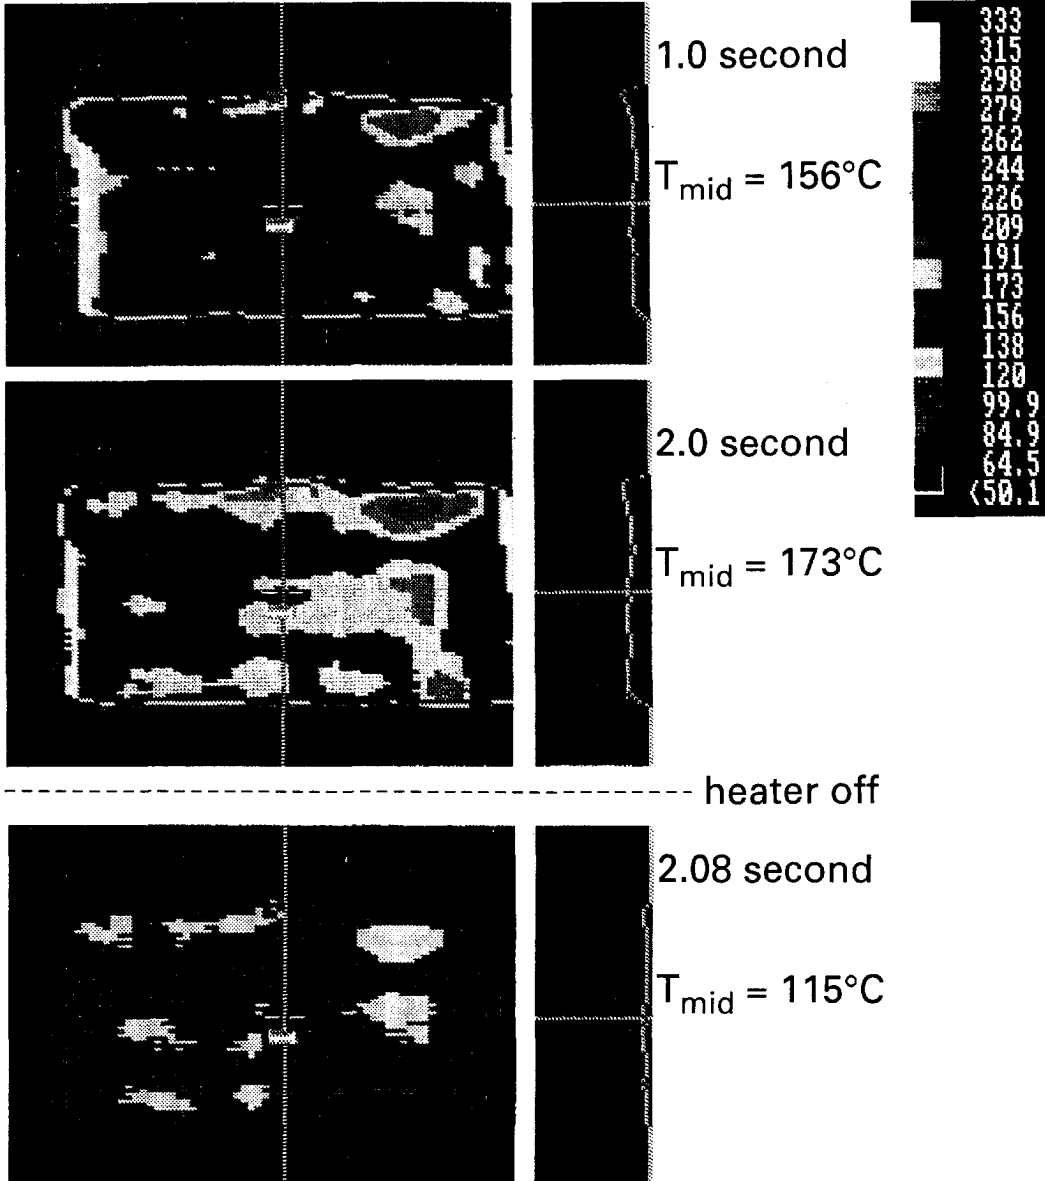 1.0 second
T_mid = 156°C
2.0 second
T_mid = 173°C
heater off
2.08 second
T_mid = 115°C
333
315
298
279
262
244
226
209
191
173
156
138
120
99.9
84.9
64.5
<50.1